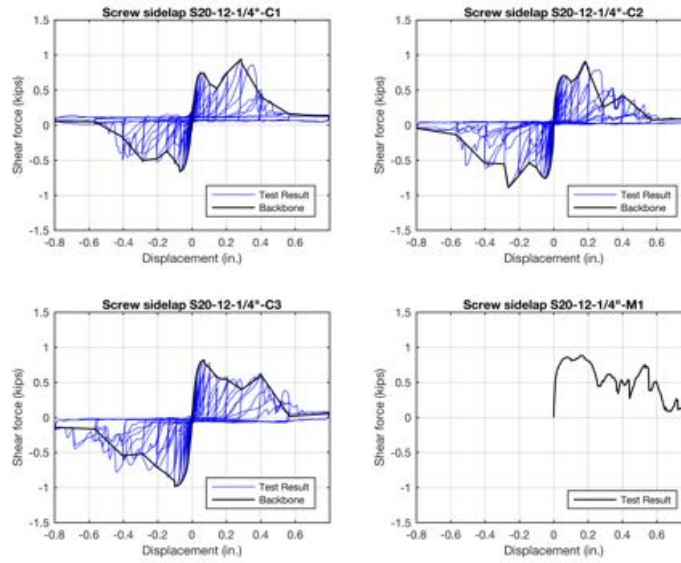 Screw sidelap S20-12-1/4"-C1
1.5
1
0.5
0
-0.5
-1
-1.5
Shear force (kips)
Test Result
Backbone
-0.8 -0.6 -0.4 -0.2 0 0.2 0.4 0.6
Displacement (in.)
Screw sidelap S20-12-1/4"-C2
1.5
1
0.5
0
-0.5
-1
-1.5
Shear force (kips)
Test Result
Backbone
-0.8 -0.6 -0.4 -0.2 0 0.2 0.4 0.6
Displacement (in.)
Screw sidelap S20-12-1/4"-C3
1.5
1
0.5
0
-0.5
-1
-1.5
Shear force (kips)
Test Result
Backbone
-0.8 -0.6 -0.4 -0.2 0 0.2 0.4 0.6
Displacement (in.)
Screw sidelap S20-12-1/4"-M1
1.5
1
0.5
0
-0.5
-1
-1.5
Shear force (kips)
Test Result
-0.8 -0.6 -0.4 -0.2 0 0.2 0.4 0.6
Displacement (in.)